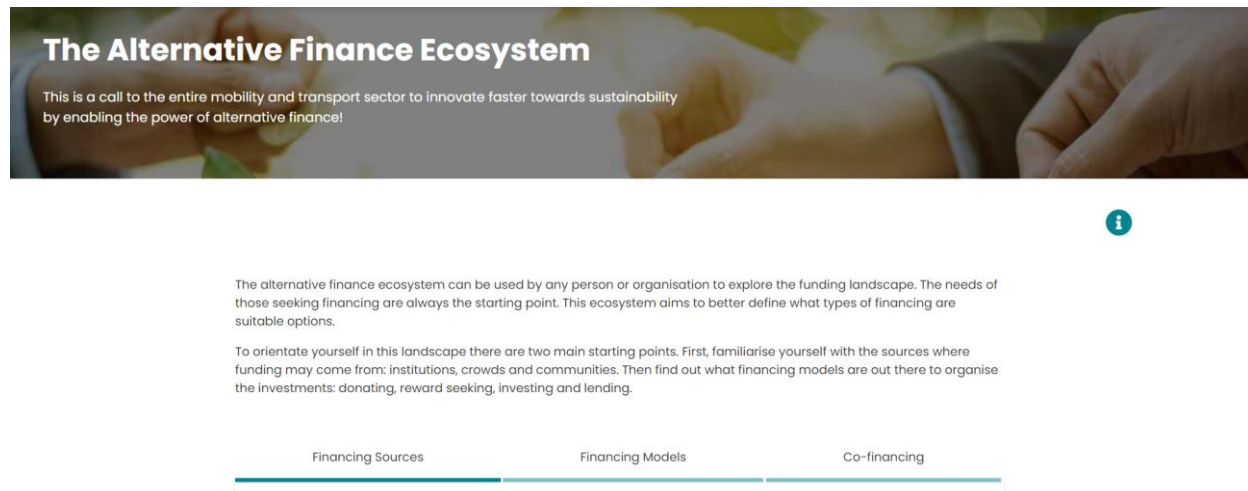 The Alternative Finance Ecosystem
This is a call to the entire mobility and transport sector to innovate faster towards sustainability
by enabling the power of alternative finance!
i
The alternative finance ecosystem can be used by any person or organisation to explore the funding landscape. The needs of
those seeking financing are always the starting point. This ecosystem aims to better define what types of financing are
suitable options.
To orientate yourself in this landscape there are two main starting points. First, familiarise yourself with the sources where
funding may come from: institutions, crowds and communities. Then find out what financing models are out there to organise
the investments: donating, reward seeking, investing and lending.
Financing Sources Financing Models Co-financing